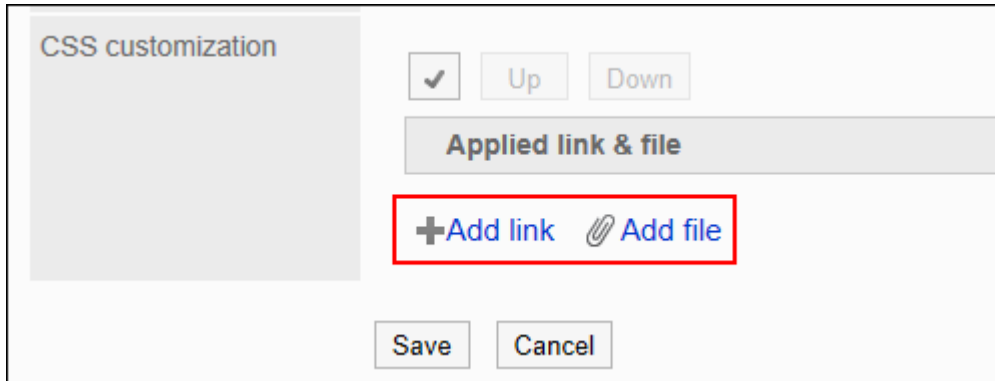 CSS customization
Up Down
Applied link & file
Add link Add file
Save Cancel